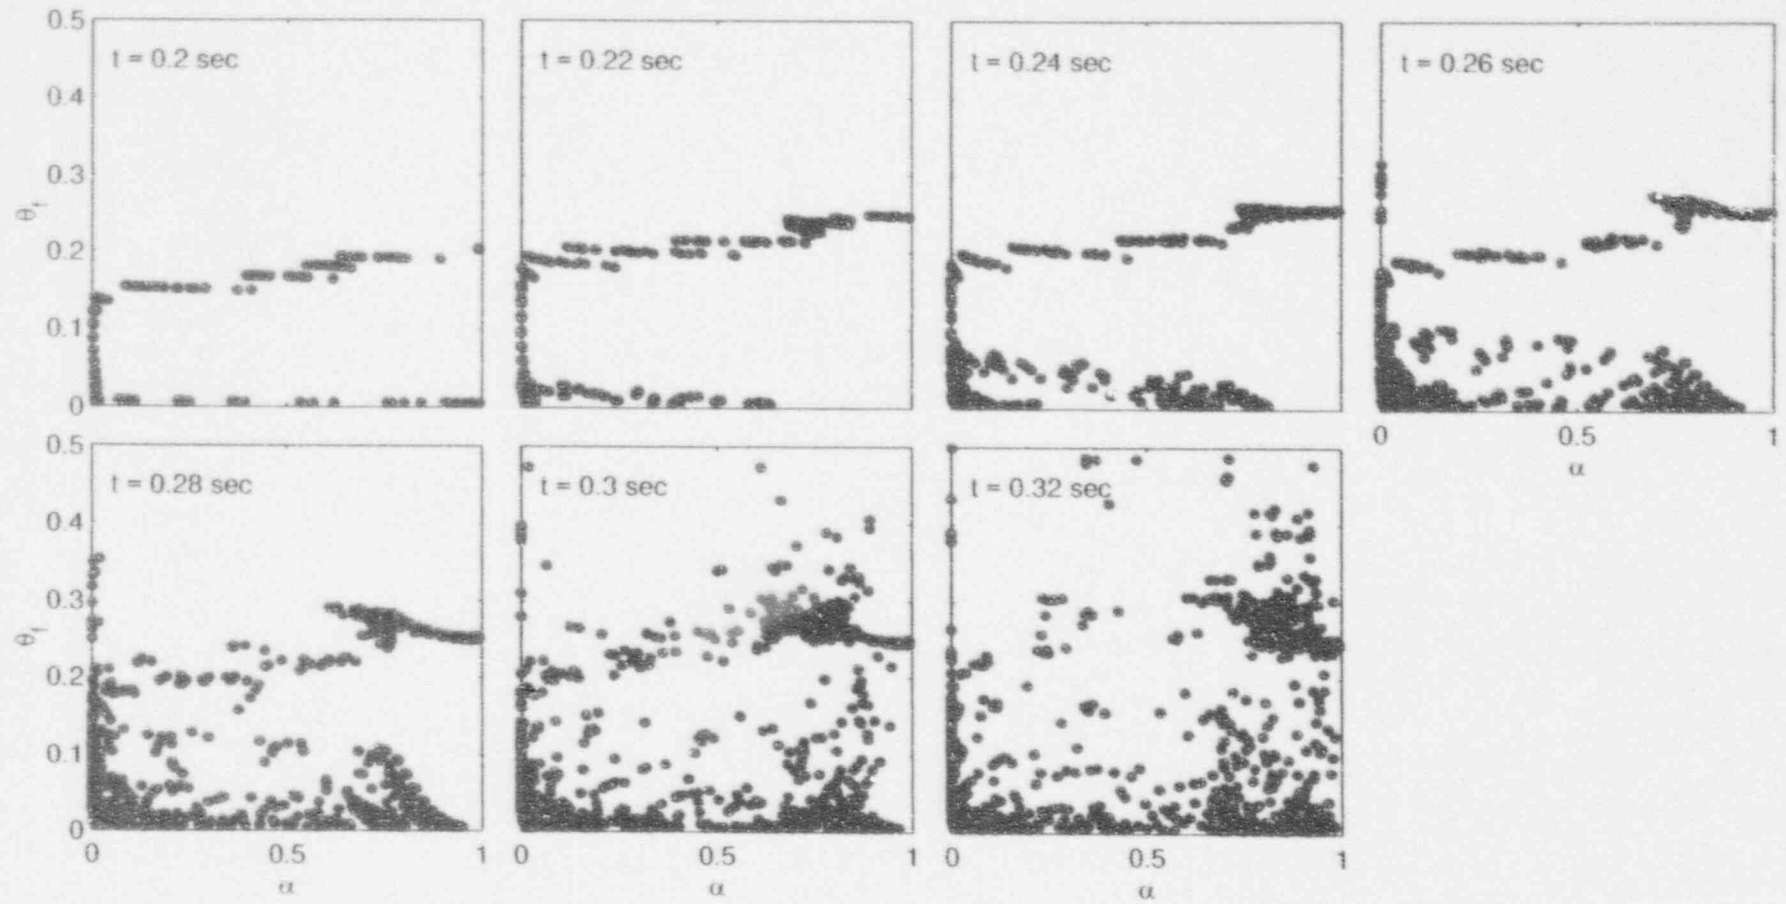 0.5
0.4
0.3
0.2
0.1
0
θf
t = 0.2 sec
t = 0.22 sec
t = 0.24 sec
t = 0.26 sec
0 0.5 1
α
0.5
0.4
0.3
0.2
0.1
0
θf
t = 0.28 sec
t = 0.3 sec
t = 0.32 sec
0 0.5 1
α
0 0.5 1
α
0 0.5 1
α